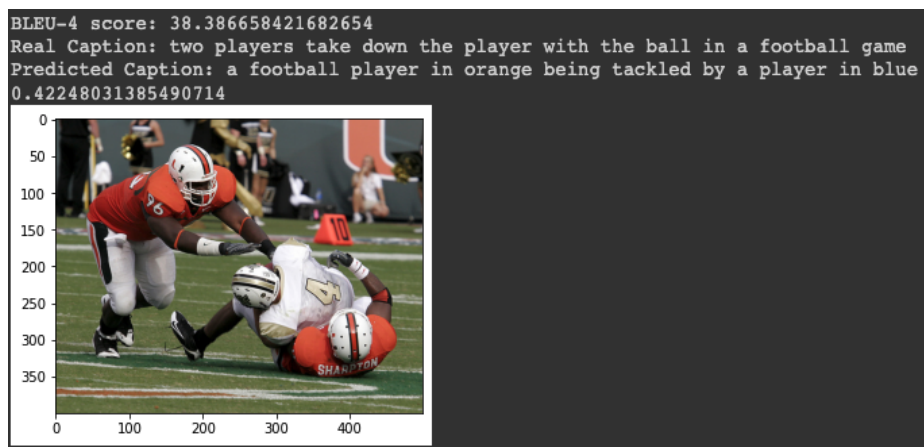 BLEU-4 score: 38.386658421682654
Real Caption: two players take down the player with the ball in a football game
Predicted Caption: a football player in orange being tackled by a player in blue
0.42248031385490714
0
50
100
150
200
250
300
350
0 100 200 300 400
96
10
4
SHARPTON